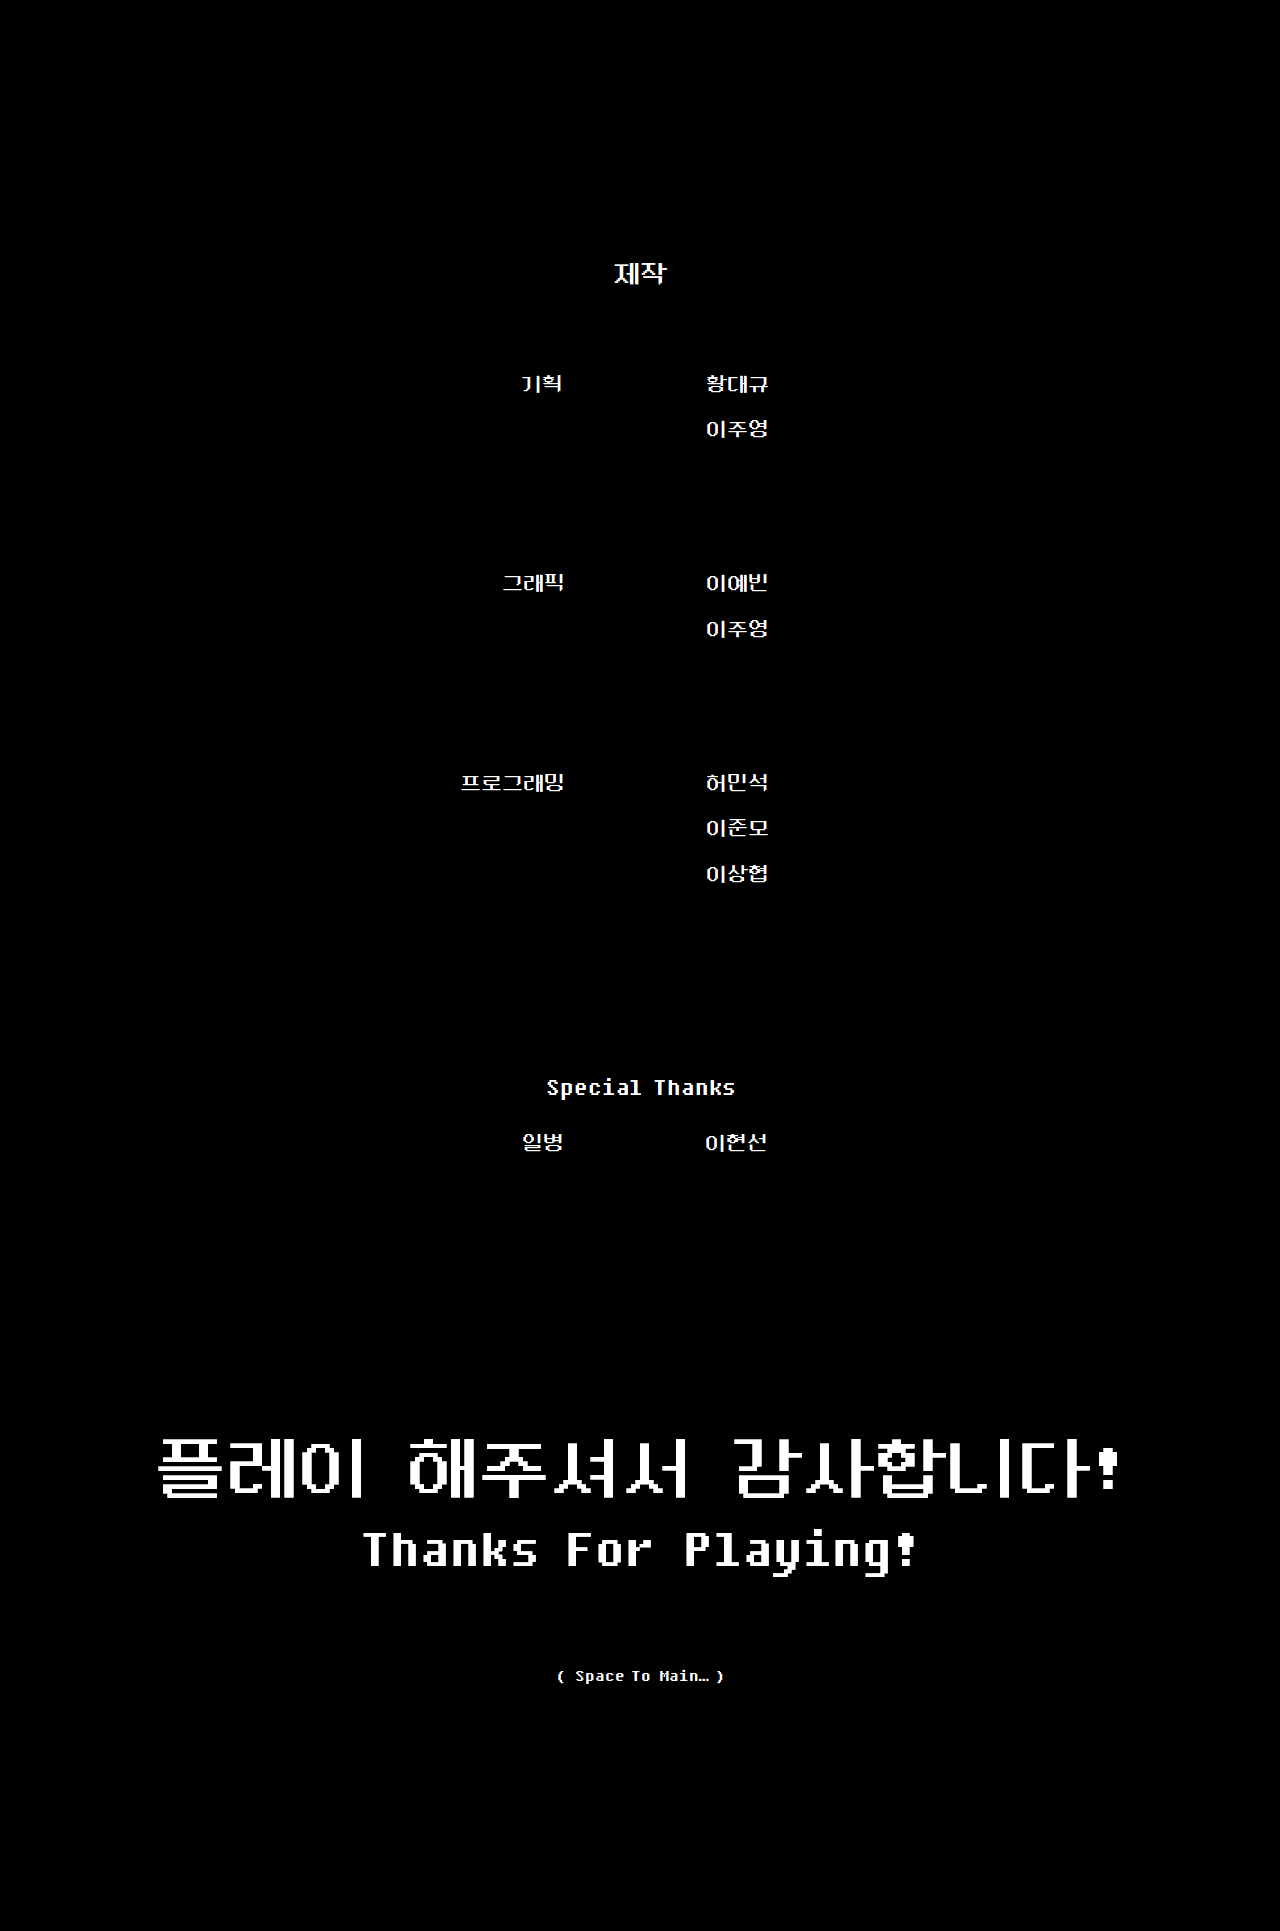 제작
기획 황대규
이주영
그래픽 이예빈
이주영
프로그래밍 허민석
이준모
이상협
Special Thanks
일병 이현선
플레이 해주셔서 감사합니다!
Thanks For Playing!
( Space To Main… )